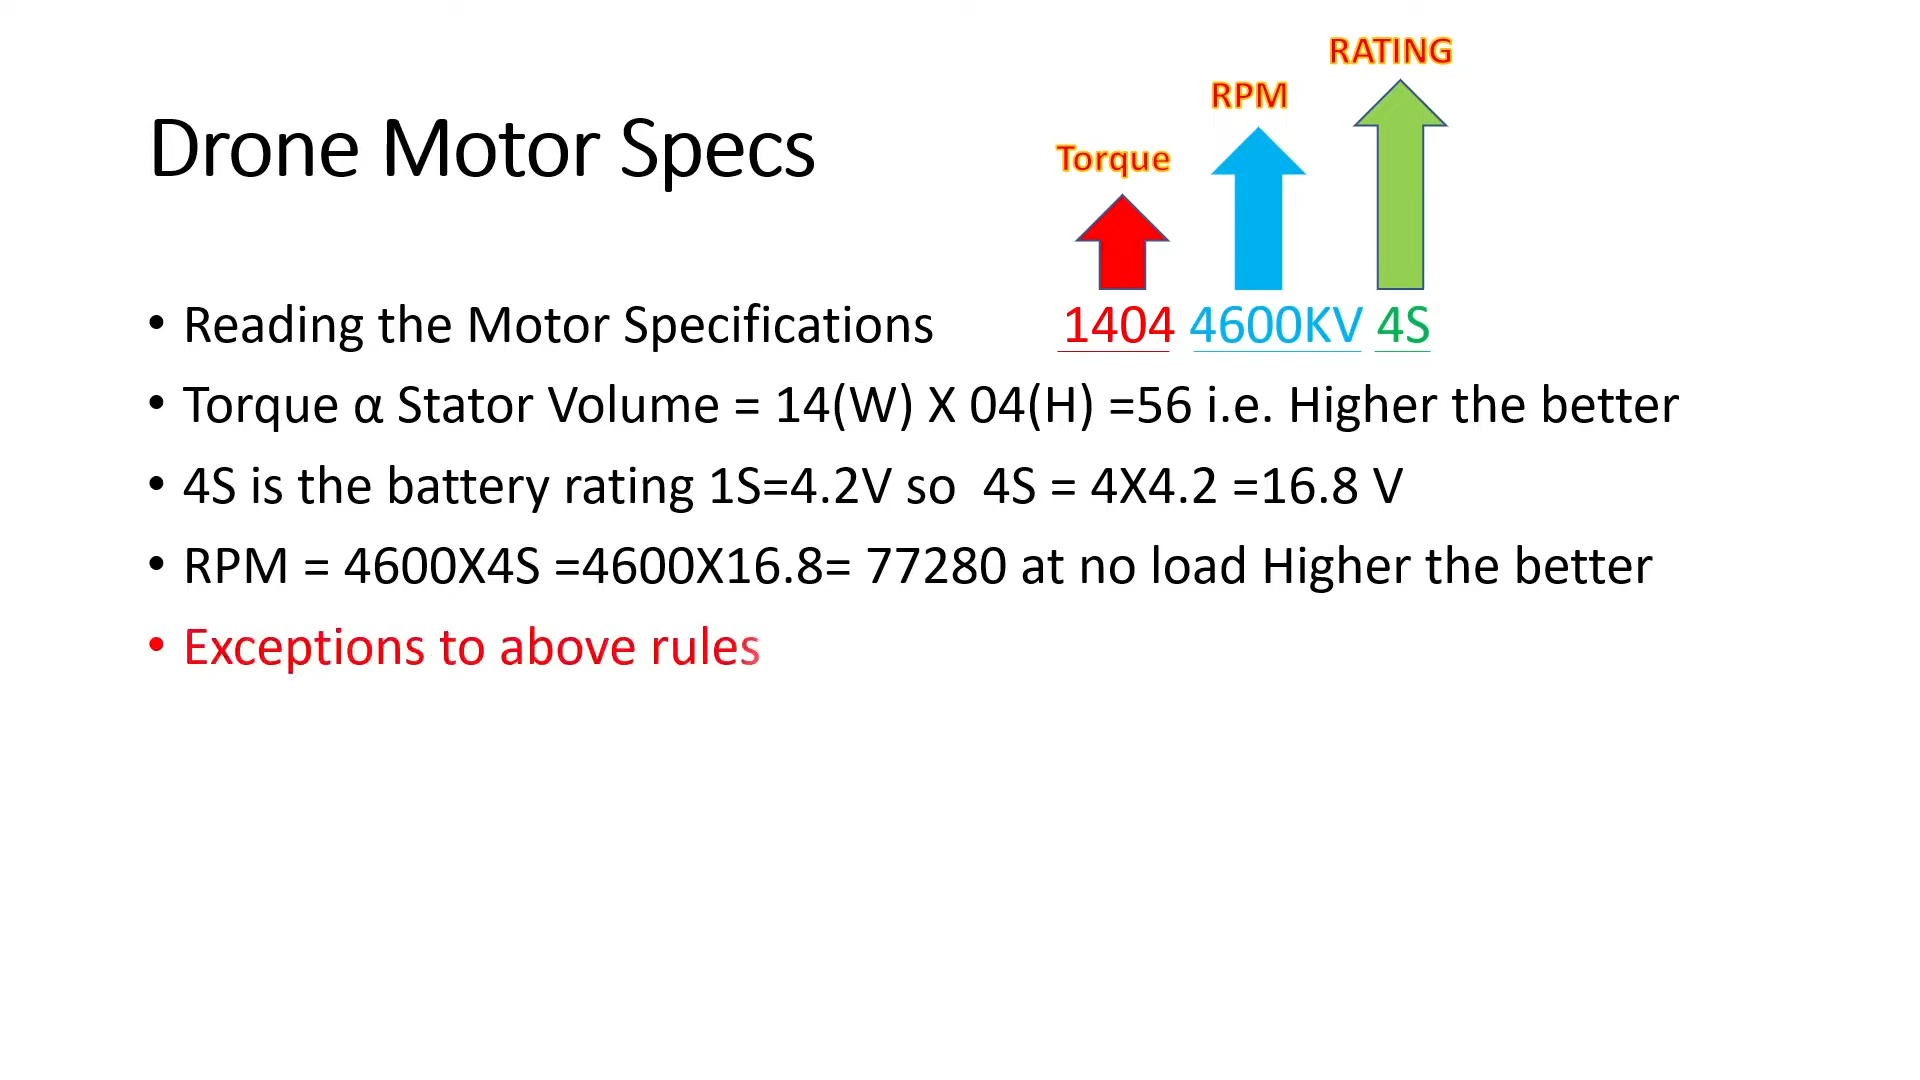 RATING
RPM
Torque
Drone Motor Specs
• Reading the Motor Specifications 1404 4600KV 4S
• Torque α Stator Volume = 14(W) X 04(H) =56 i.e. Higher the better
• 4S is the battery rating 1S=4.2V so  4S = 4X4.2 =16.8 V
• RPM = 4600X4S =4600X16.8= 77280 at no load Higher the better
• Exceptions to above rules